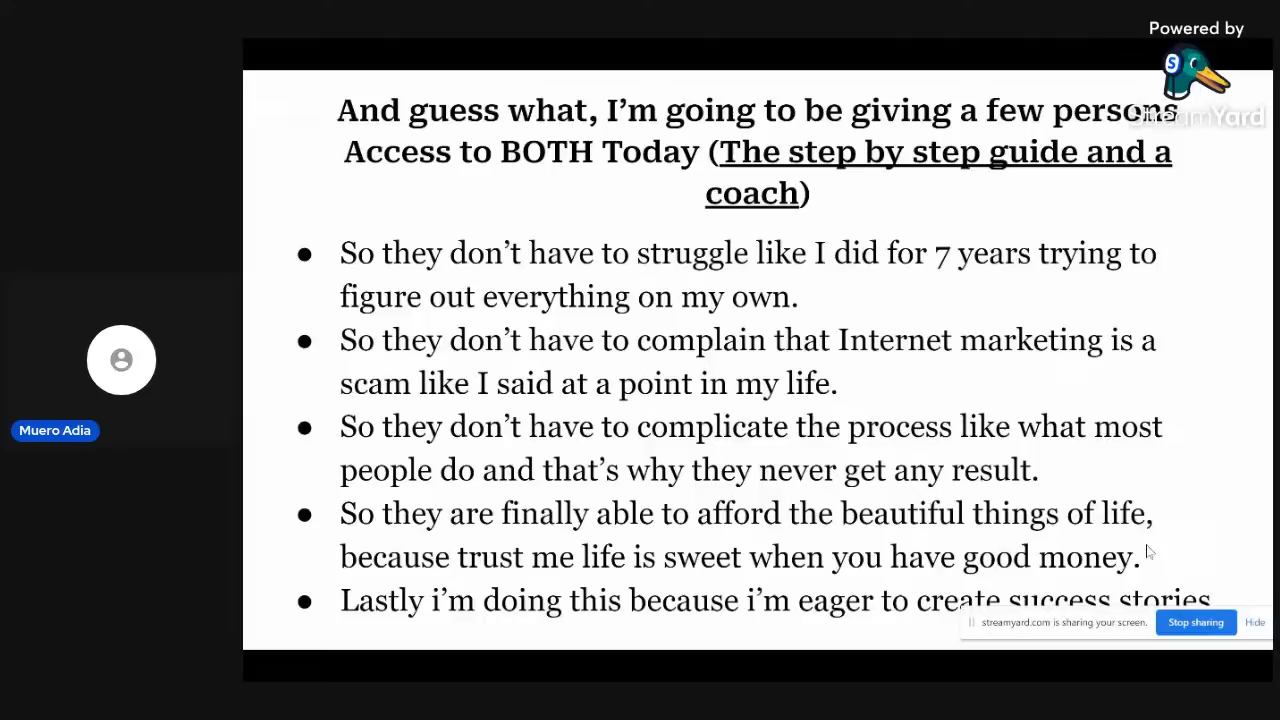 Powered by
StreamYard
And guess what, I'm going to be giving a few persons
Access to BOTH Today (The step by step guide and a
coach)
● So they don't have to struggle like I did for 7 years trying to
figure out everything on my own.
● So they don't have to complain that Internet marketing is a
scam like I said at a point in my life.
● So they don't have to complicate the process like what most
people do and that's why they never get any result.
● So they are finally able to afford the beautiful things of life,
because trust me life is sweet when you have good money.
● Lastly i'm doing this because i'm eager to create success stories
streamyard.com is sharing your screen. Stop sharing Hide
Muero Adia